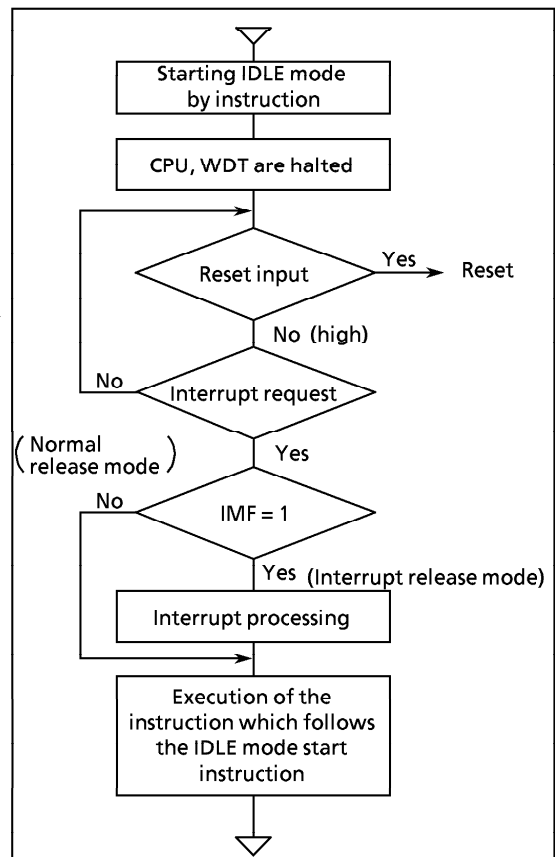 Starting IDLE mode
by instruction
CPU, WDT are halted
Reset input
Yes
Reset
No (high)
Interrupt request
No
Yes
(Normal
release mode)
IMF = 1
No
Yes (Interrupt release mode)
Interrupt processing
Execution of the
instruction which follows
the IDLE mode start
instruction